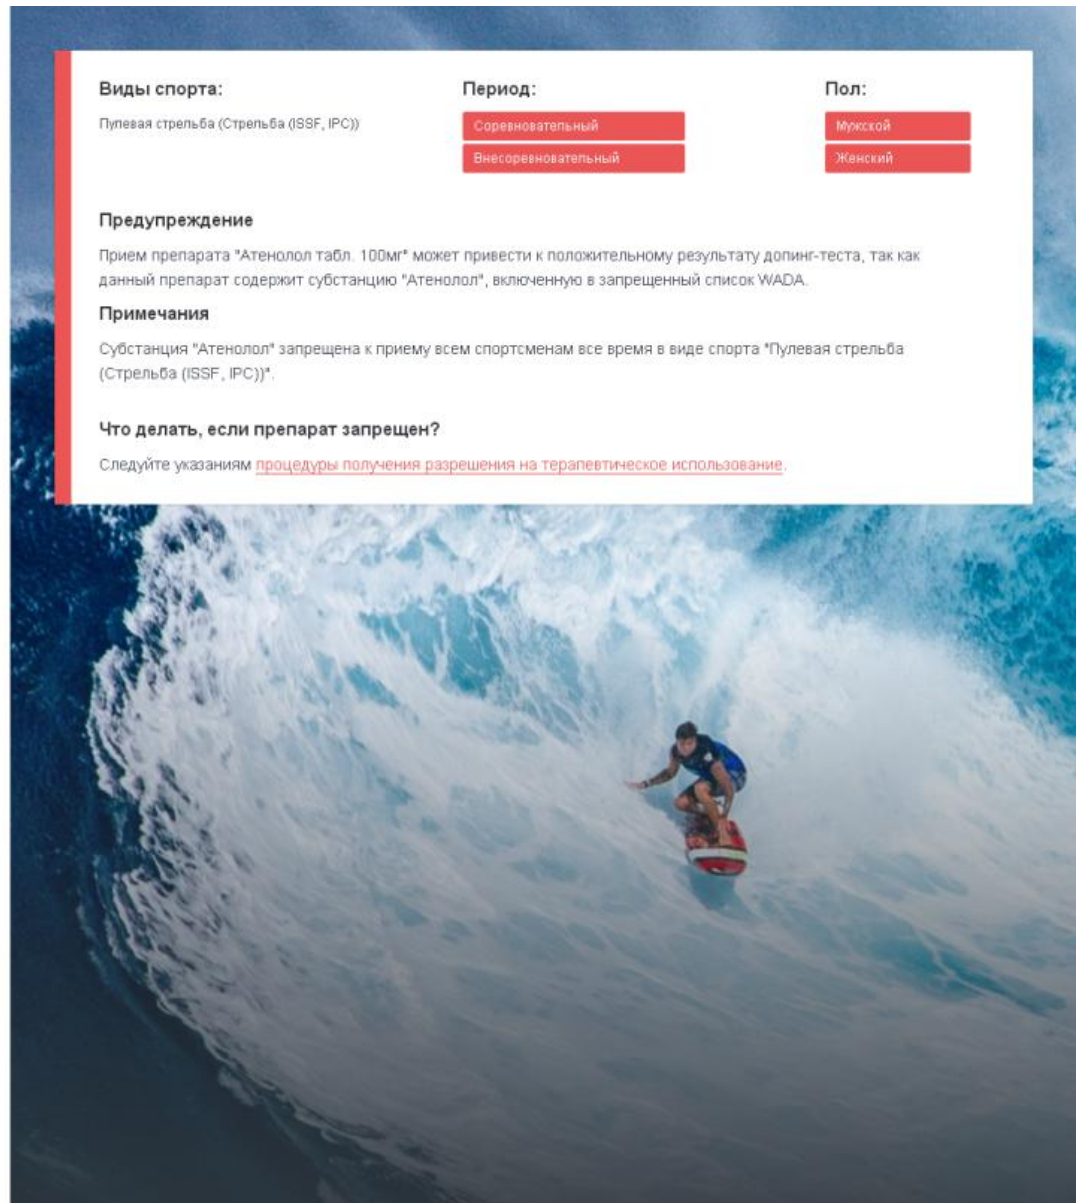 Виды спорта:
Период:
Пол:
Пулевая стрельба (Стрельба (ISSF, IPC))
Соревновательный
Мужской
Внесоревновательный
Женский
Предупреждение
Прием препарата "Атенолол табл. 100мг" может привести к положительному результату допинг-теста, так как
данный препарат содержит субстанцию "Атенолол", включенную в запрещенный список WADA.
Примечания
Субстанция "Атенолол" запрещена к приему всем спортсменам все время в виде спорта "Пулевая стрельба
(Стрельба (ISSF, IPC))".
Что делать, если препарат запрещен?
Следуйте указаниям процедуры получения разрешения на терапевтическое использование.